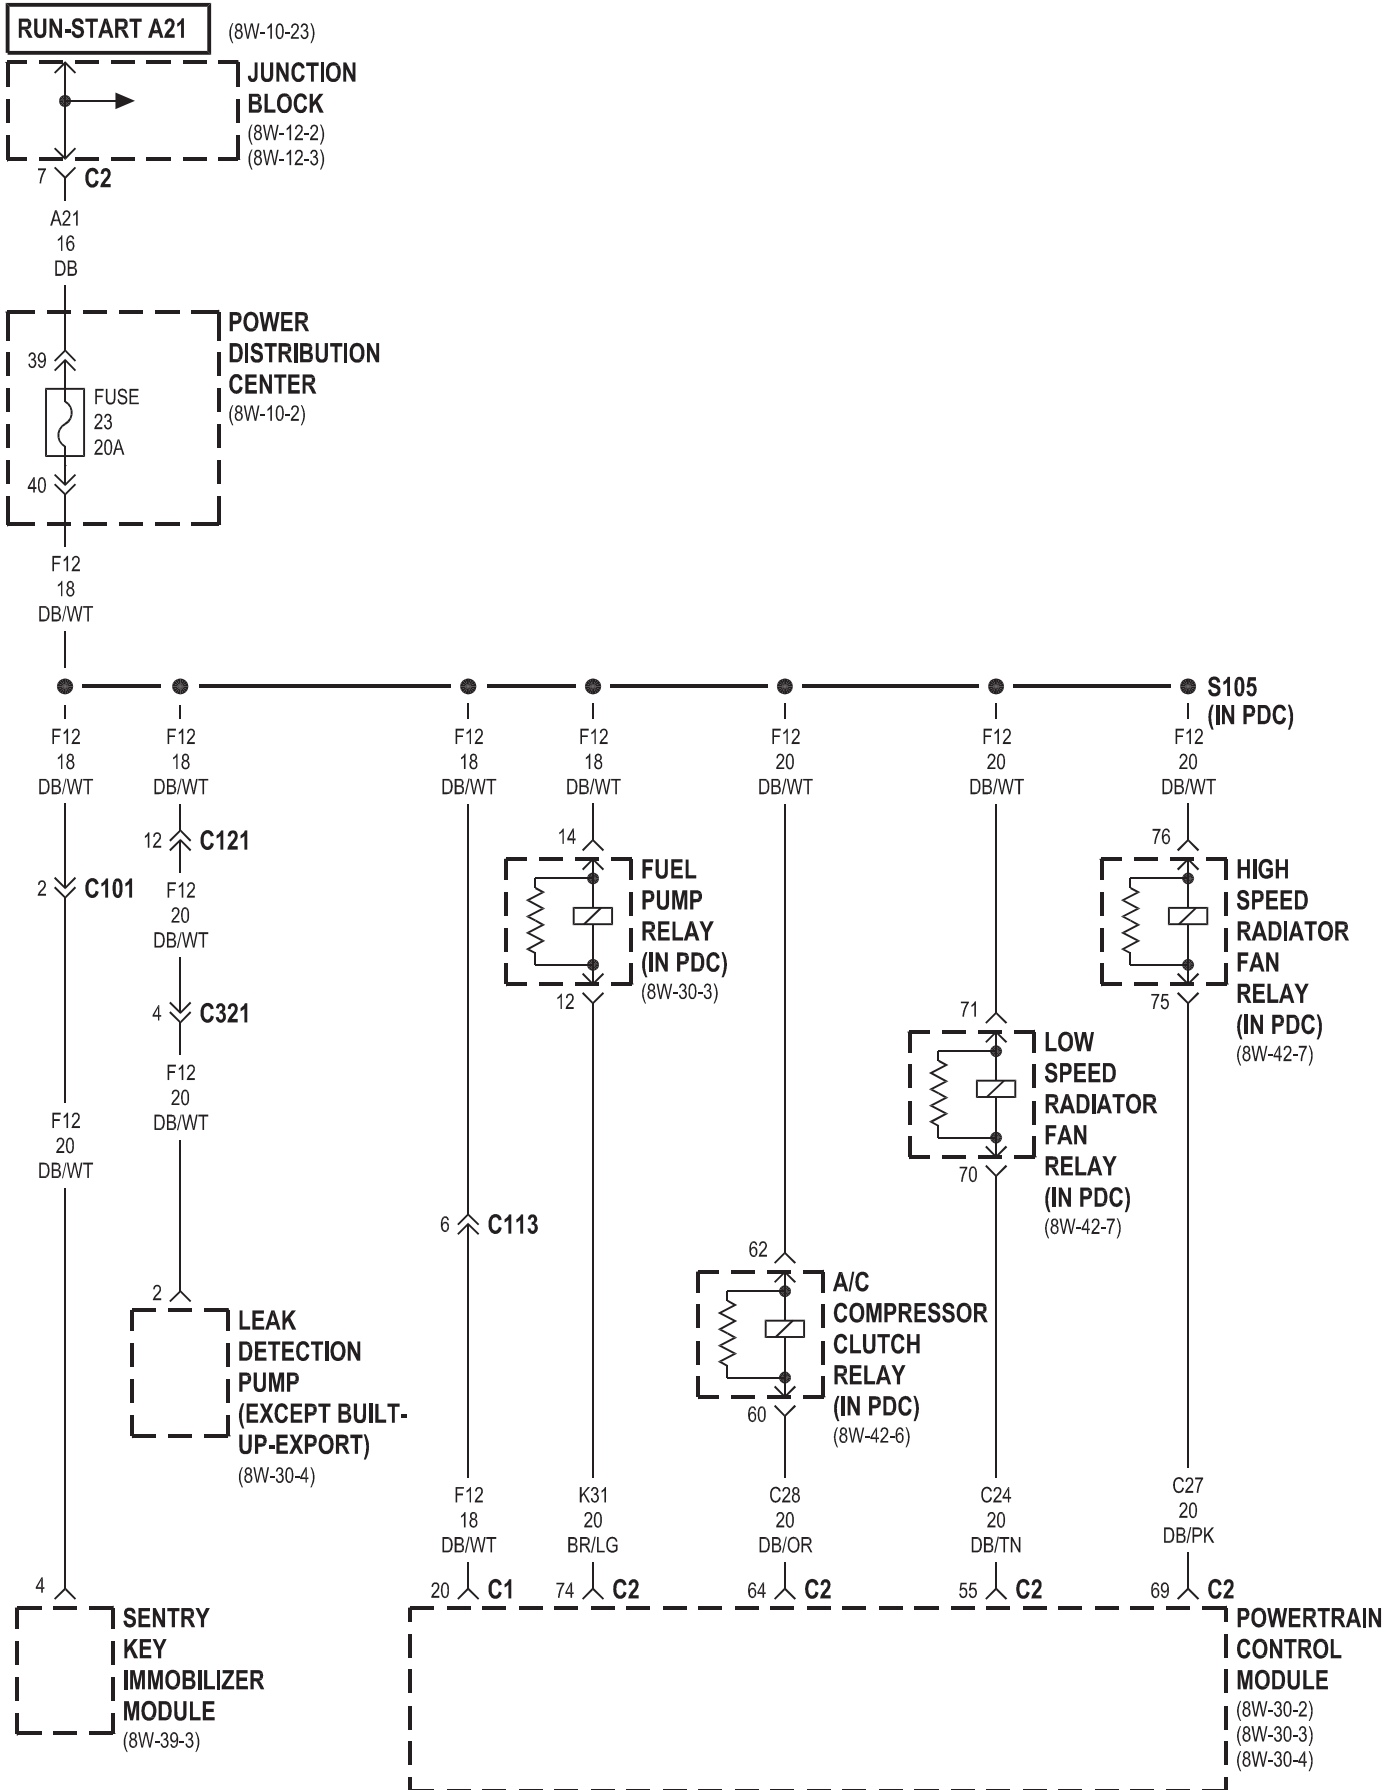 RUN-START A21
(8W-10-23)
JUNCTION
BLOCK
(8W-12-2)
(8W-12-3)
7
C2
A21
16
DB
POWER
DISTRIBUTION
CENTER
(8W-10-2)
39
FUSE
23
20A
40
F12
18
DB/WT
S105
(IN PDC)
F12
18
DB/WT
2
C101
F12
20
DB/WT
4
SENTRY
KEY
IMMOBILIZER
MODULE
(8W-39-3)
F12
18
DB/WT
12
C121
F12
20
DB/WT
4
C321
F12
20
DB/WT
2
LEAK
DETECTION
PUMP
(EXCEPT BUILT-
UP-EXPORT)
(8W-30-4)
F12
18
DB/WT
6
C113
F12
18
DB/WT
20
C1
F12
18
DB/WT
14
FUEL
PUMP
RELAY
(IN PDC)
(8W-30-3)
12
K31
20
BR/LG
74
C2
F12
20
DB/WT
62
A/C
COMPRESSOR
CLUTCH
RELAY
(IN PDC)
(8W-42-6)
60
C28
20
DB/OR
64
C2
F12
20
DB/WT
71
LOW
SPEED
RADIATOR
FAN
RELAY
(IN PDC)
(8W-42-7)
70
C24
20
DB/TN
55
C2
F12
20
DB/WT
76
HIGH
SPEED
RADIATOR
FAN
RELAY
(IN PDC)
(8W-42-7)
75
C27
20
DB/PK
69
C2
POWERTRAIN
CONTROL
MODULE
(8W-30-2)
(8W-30-3)
(8W-30-4)